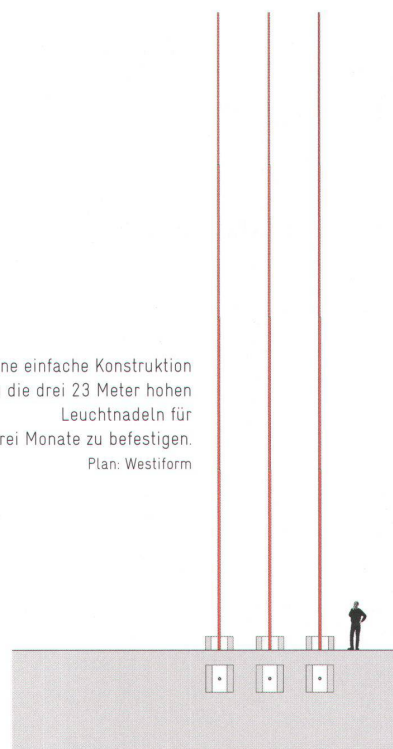 ne einfache Konstruktion
die drei 23 Meter hohen
Leuchtnadeln für
rei Monate zu befestigen.
Plan: Westiform